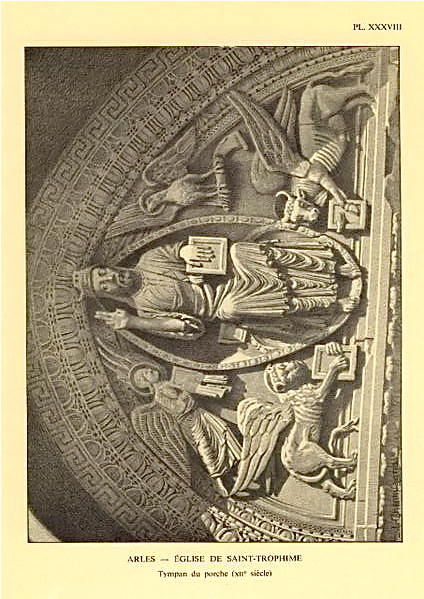 PL. XXXVIII
ARLES — ÉGLISE DE SAINT-TROPHIME
Tympan du porche (XIIᵉ siècle)